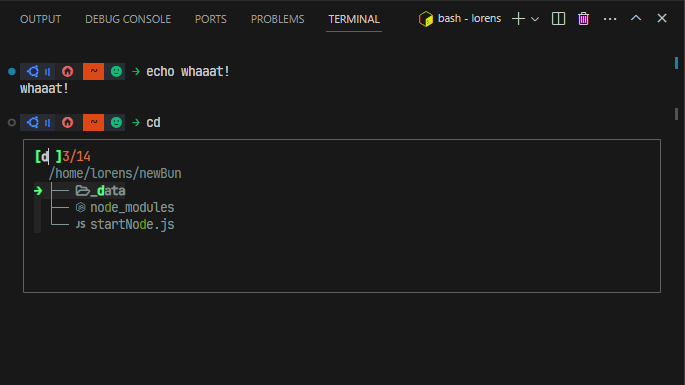 OUTPUT DEBUG CONSOLE PORTS PROBLEMS TERMINAL bash - lorens
~ → echo whaaat!
whaaat!
~ → cd
[d ]3/14
/home/lorens/newBun
_data
node_modules
JS startNode.js